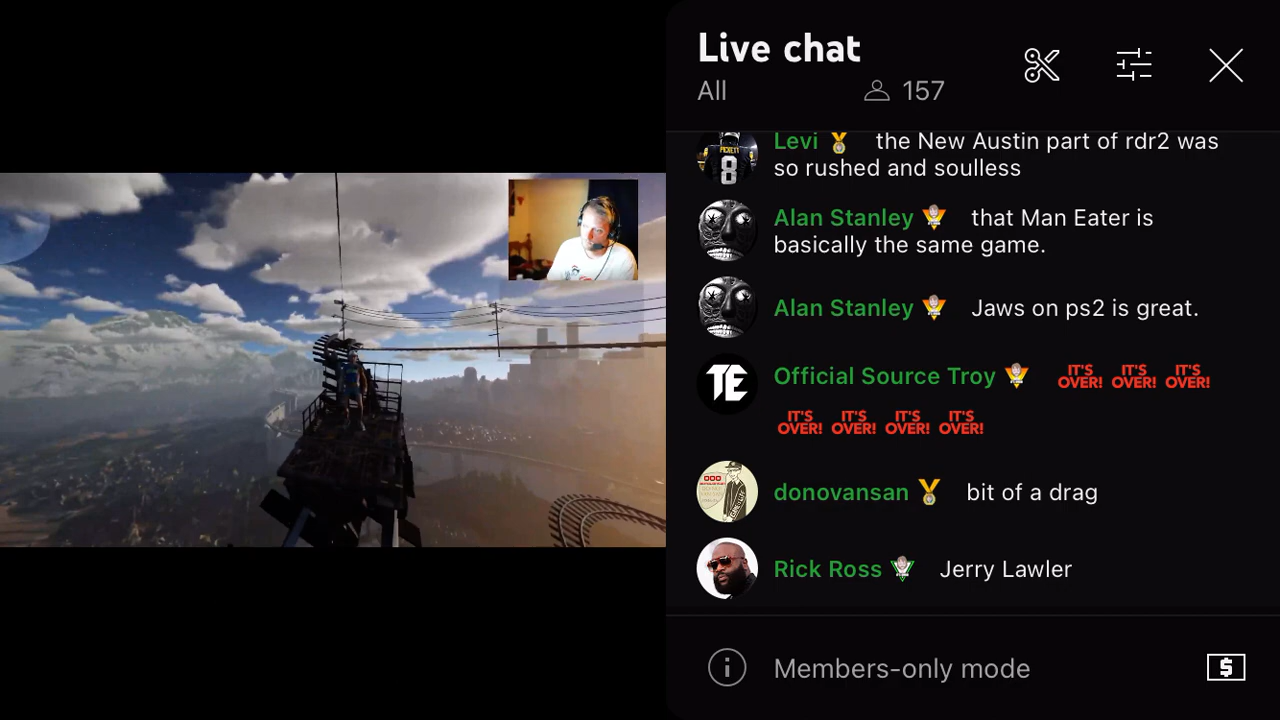 Live chat
All 157
Levi the New Austin part of rdr2 was
so rushed and soulless
Alan Stanley that Man Eater is
basically the same game.
Alan Stanley Jaws on ps2 is great.
Official Source Troy IT'S OVER! IT'S OVER! IT'S OVER!
IT'S OVER! IT'S OVER! IT'S OVER! IT'S OVER!
donovansan bit of a drag
Rick Ross Jerry Lawler
Members-only mode
PICKETT
8
TE